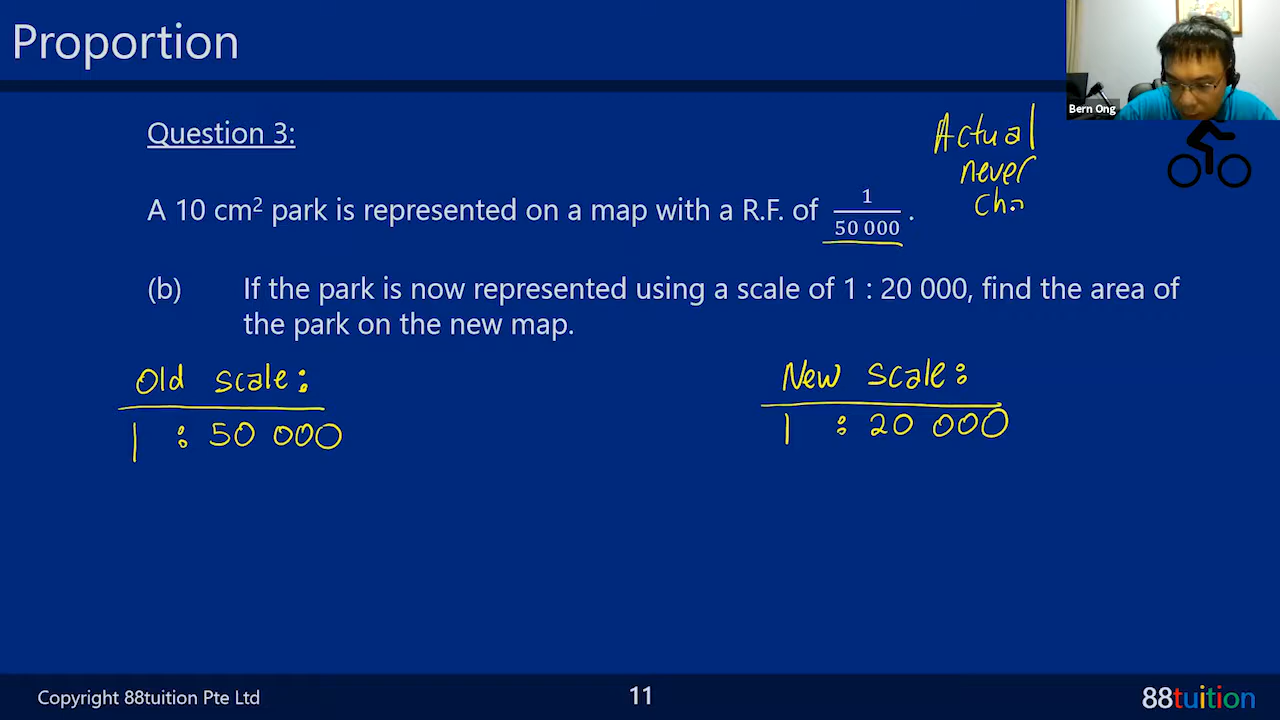 Proportion
Bern Ong
Question 3:
Actual
never
A 10 cm² park is represented on a map with a R.F. of 1/50 000.
(b) If the park is now represented using a scale of 1 : 20 000, find the area of
the park on the new map.
Old scale:
1 : 50 000
New scale:
1 : 20 000
Copyright 88tuition Pte Ltd
11
88tuition